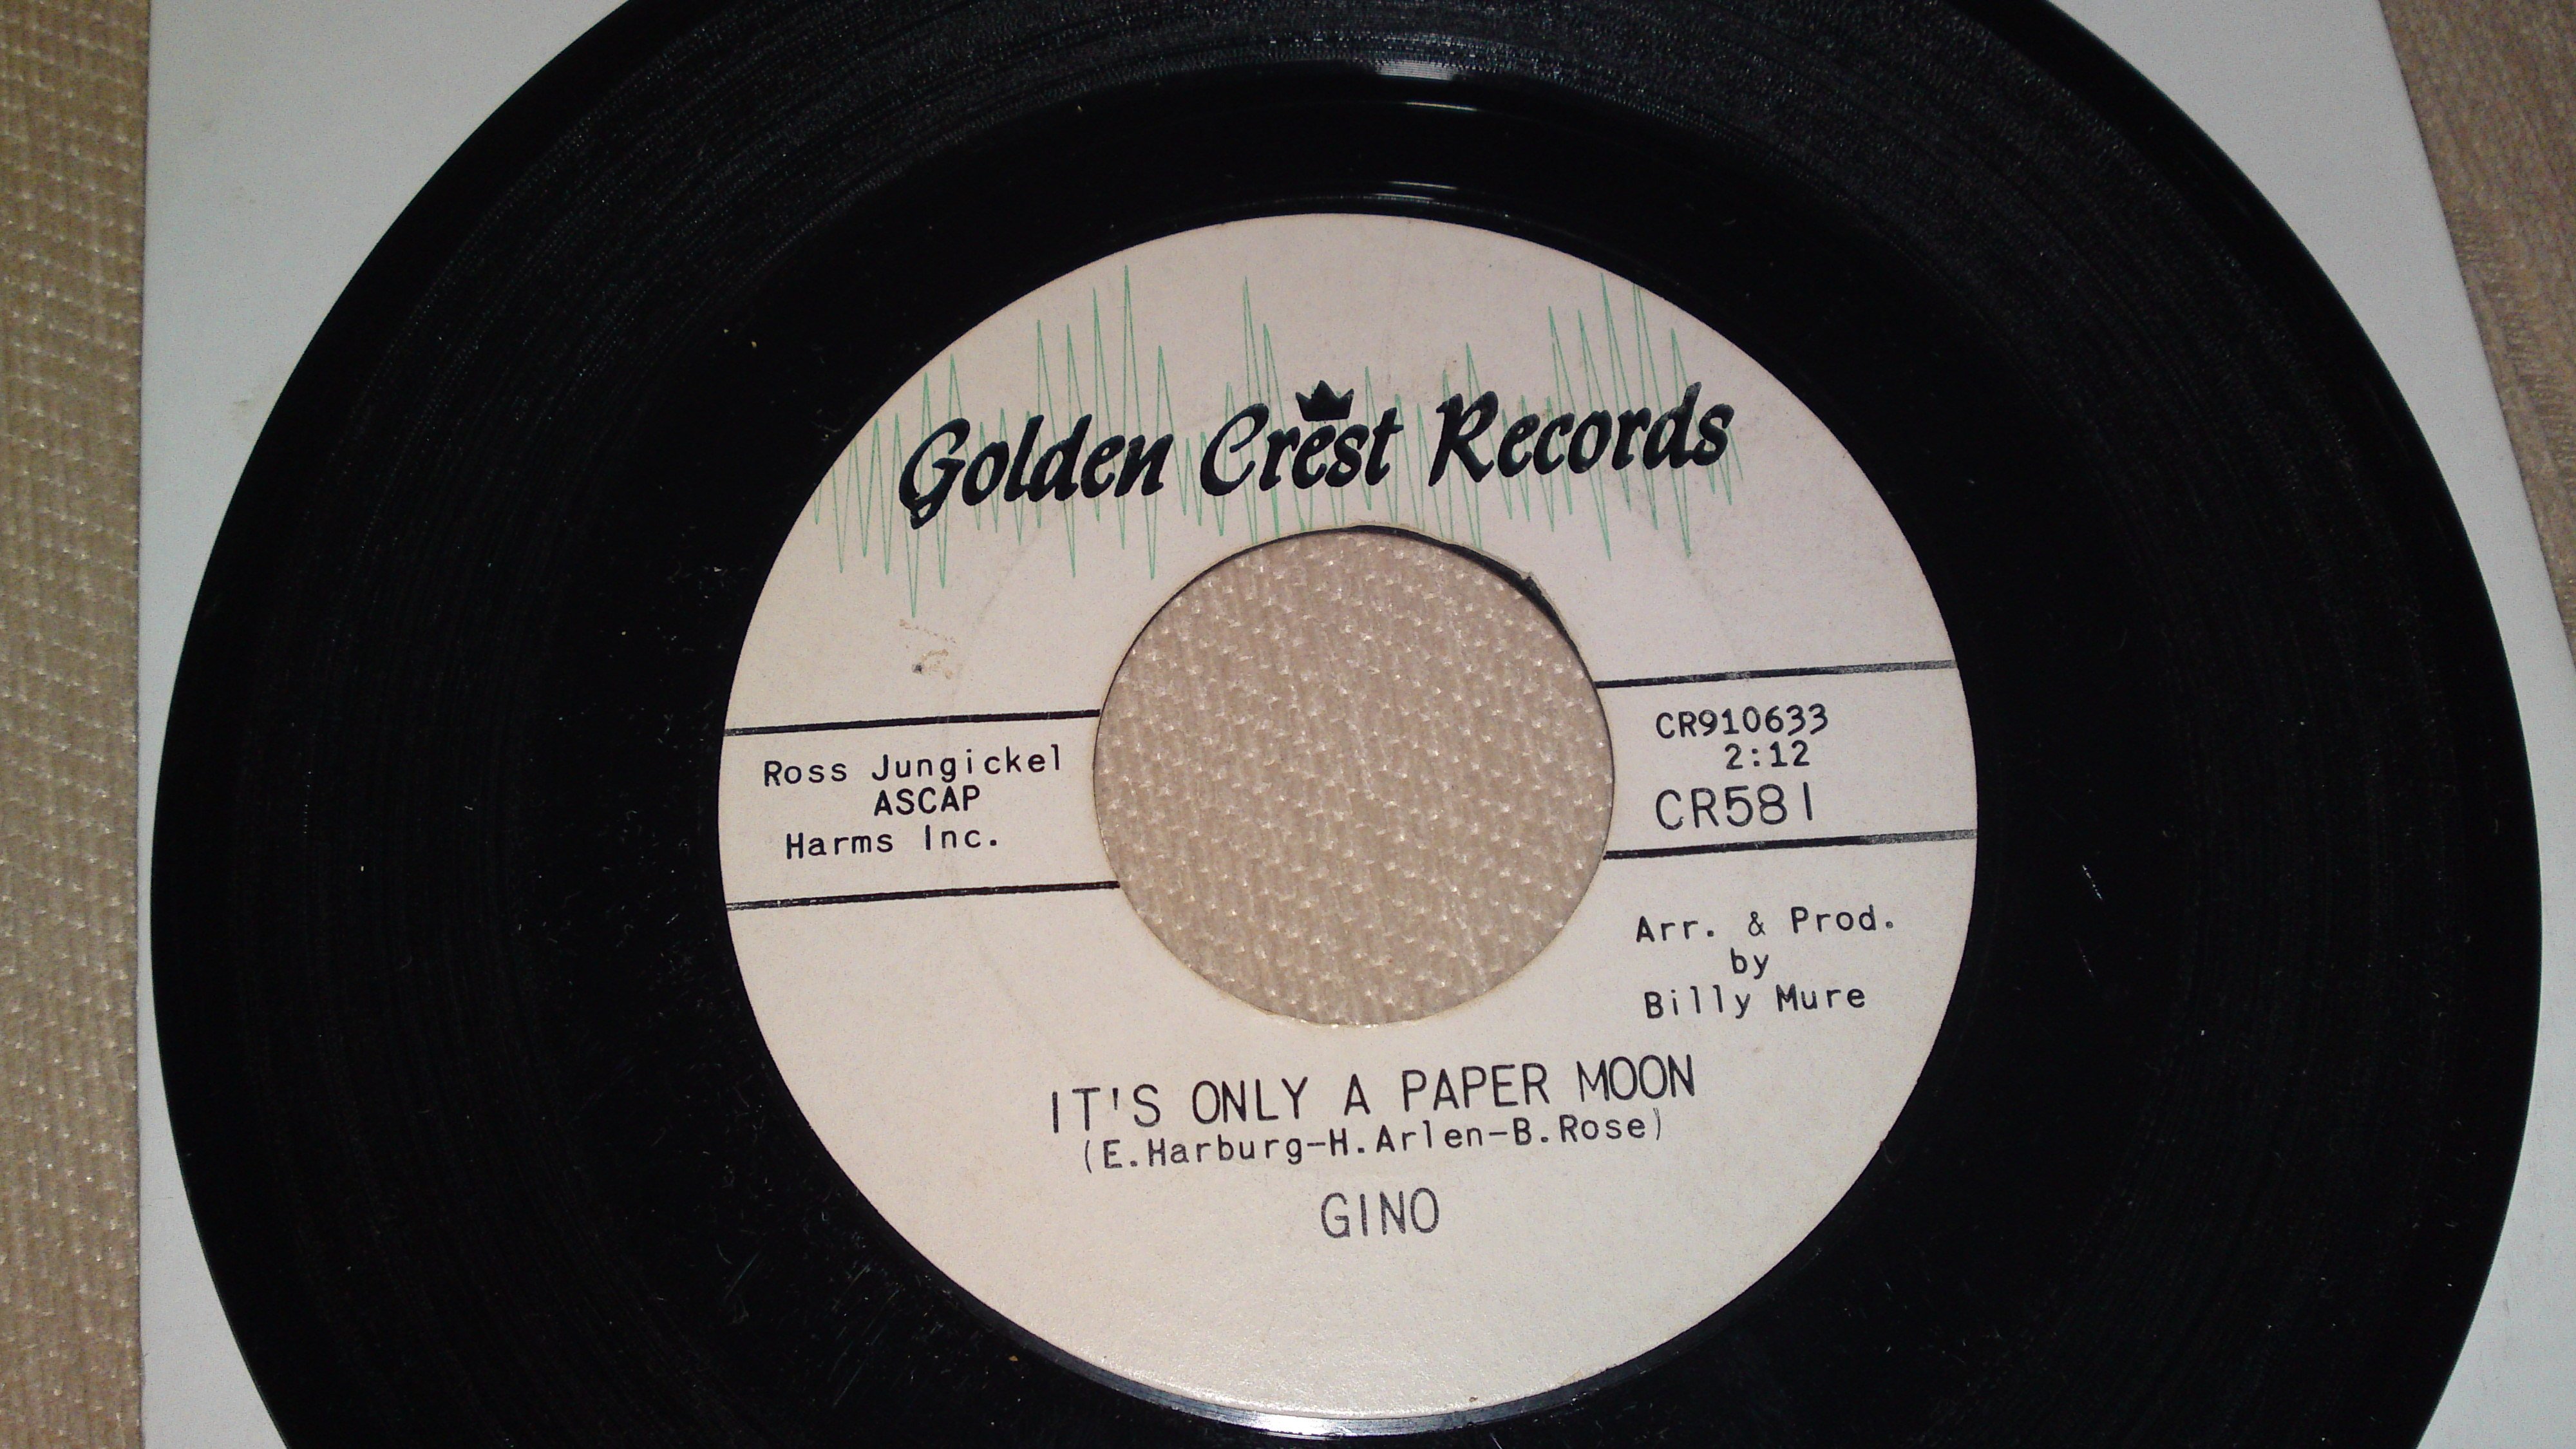 Golden Crest Records
Ross Jungickel
ASCAP
Harms Inc.
CR910633
2:12
CR581
Arr. & Prod.
by
Billy Mure
IT'S ONLY A PAPER MOON
(E.Harburg-H.Arlen-B.Rose)
GINO